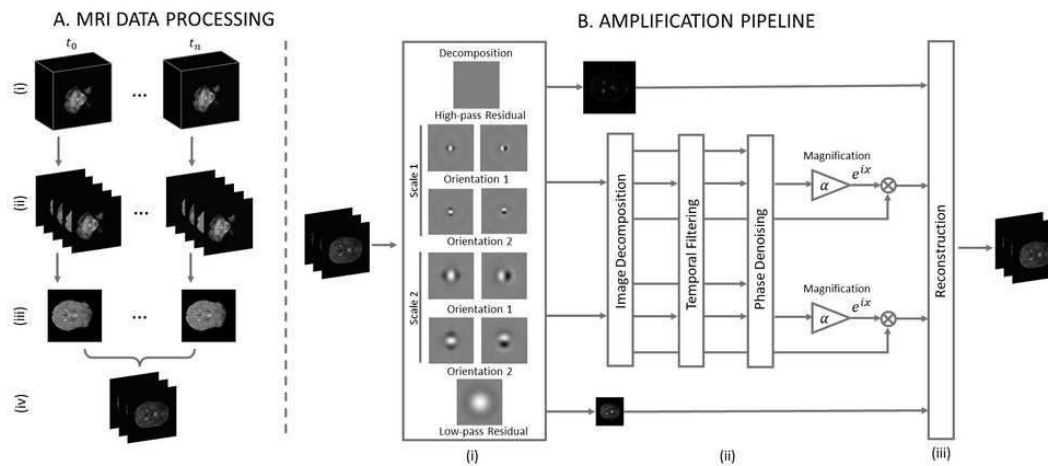 A. MRI DATA PROCESSING
t0
tn
(i)
...
(ii)
...
(iii)
...
(iv)
B. AMPLIFICATION PIPELINE
Decomposition
High-pass Residual
Scale 1
Orientation 1
Orientation 2
Scale 2
Orientation 1
Orientation 2
Low-pass Residual
(i)
Image Decomposition
Temporal Filtering
Phase Denoising
Magnification
α
e^ix
Magnification
α
e^ix
(ii)
Reconstruction
(iii)